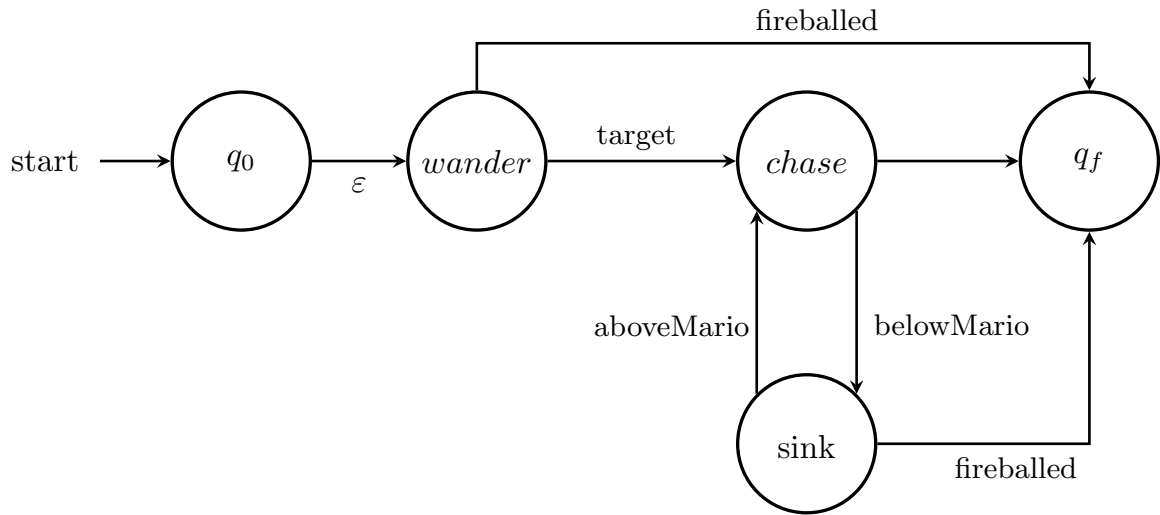 fireballed
start
q0
ε
wander
target
chase
qf
aboveMario
belowMario
sink
fireballed